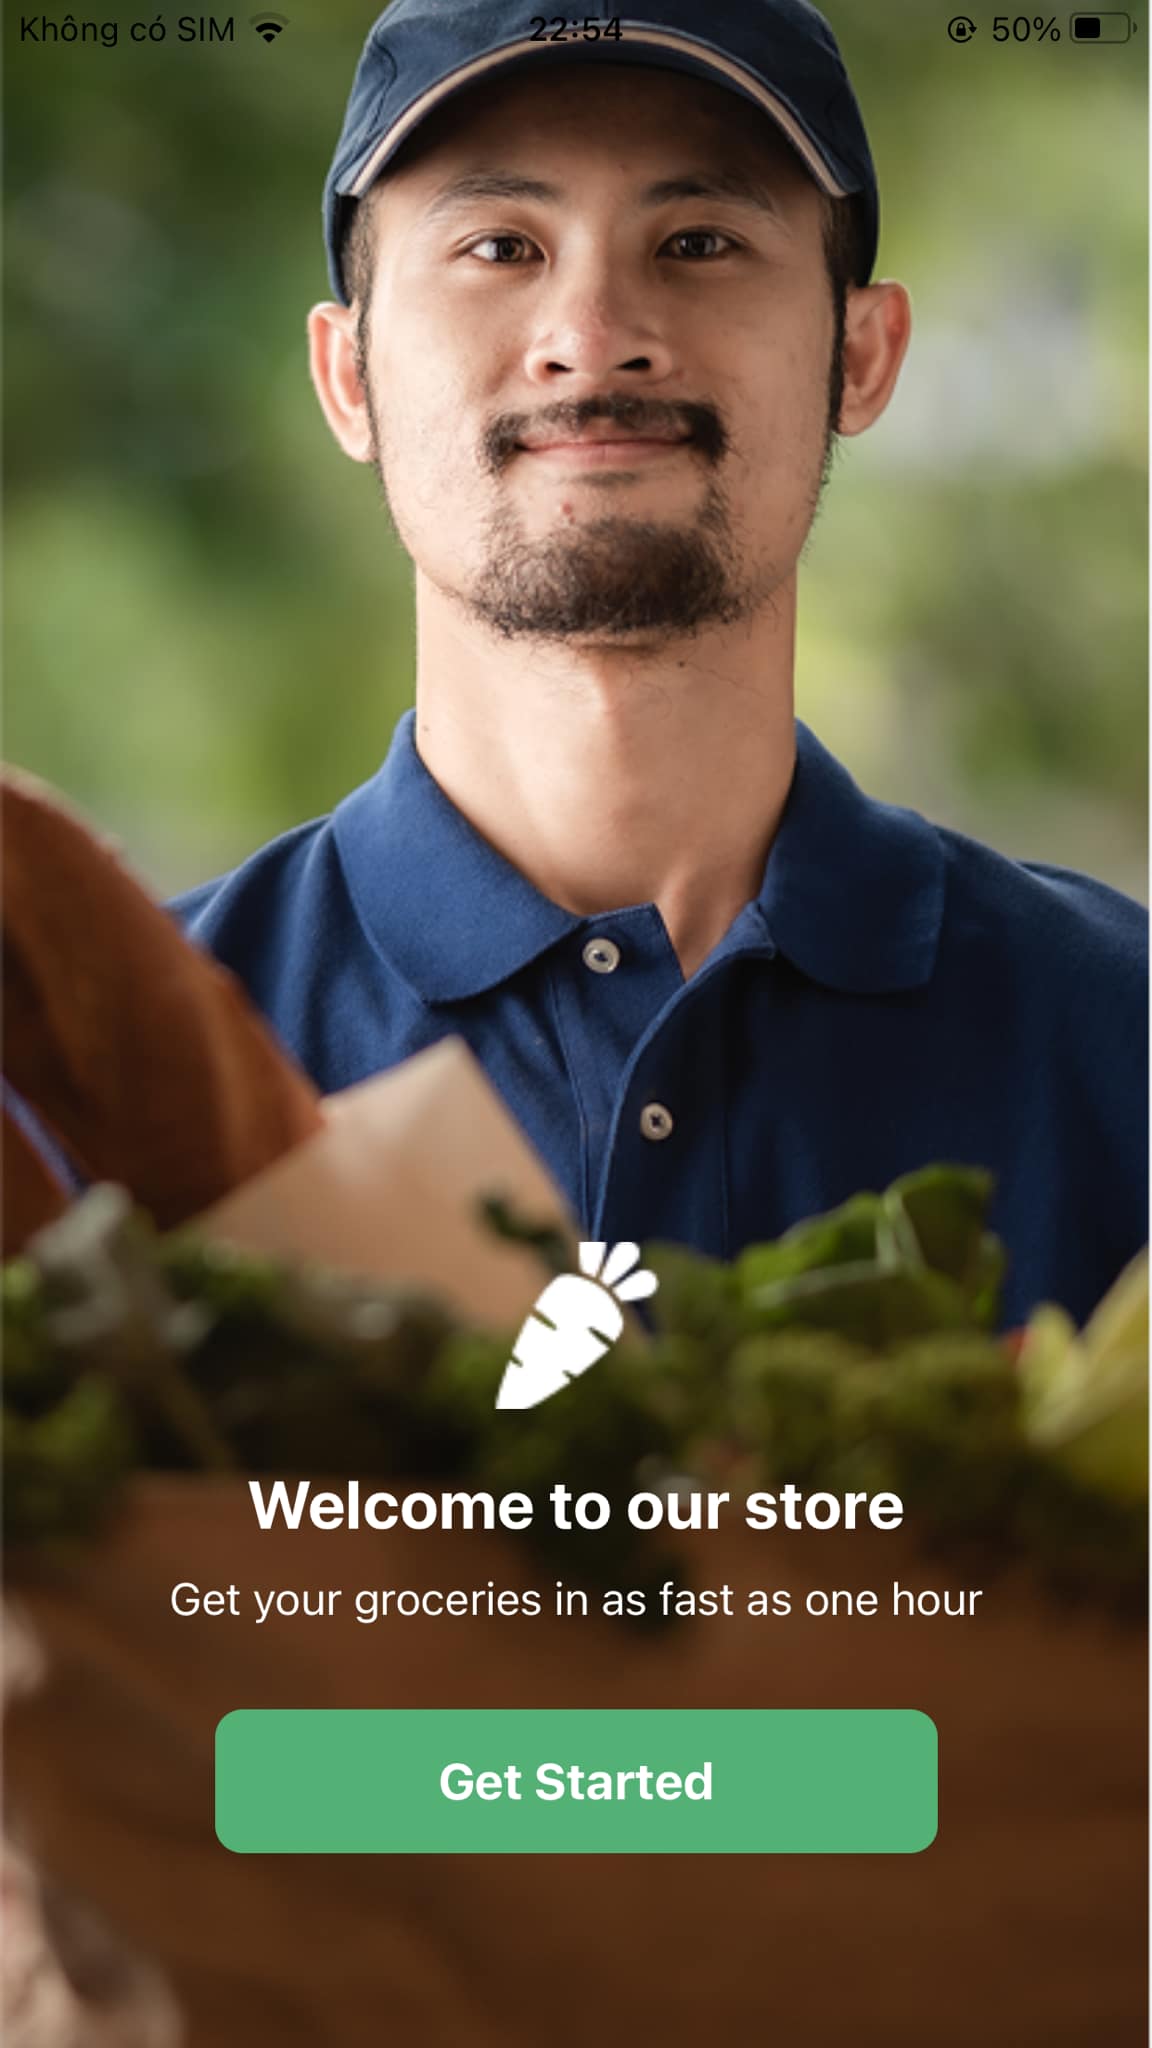 Không có SIM 22:54 50%
Welcome to our store
Get your groceries in as fast as one hour
Get Started